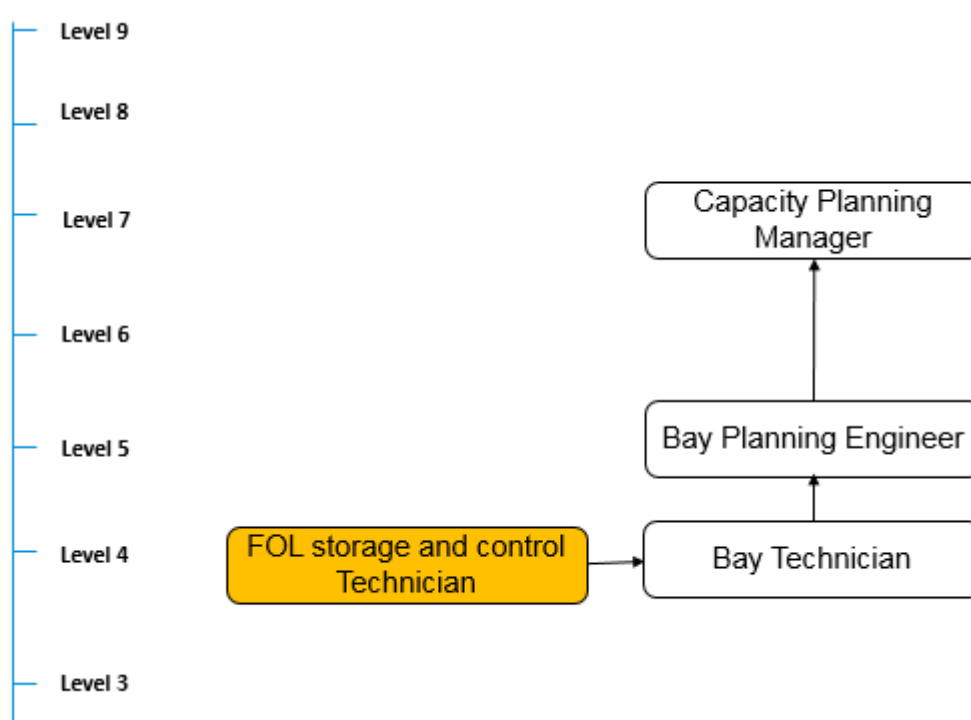 Level 9
Level 8
Level 7
Capacity Planning
Manager
Level 6
Level 5
Bay Planning Engineer
Level 4
FOL storage and control
Technician
Bay Technician
Level 3